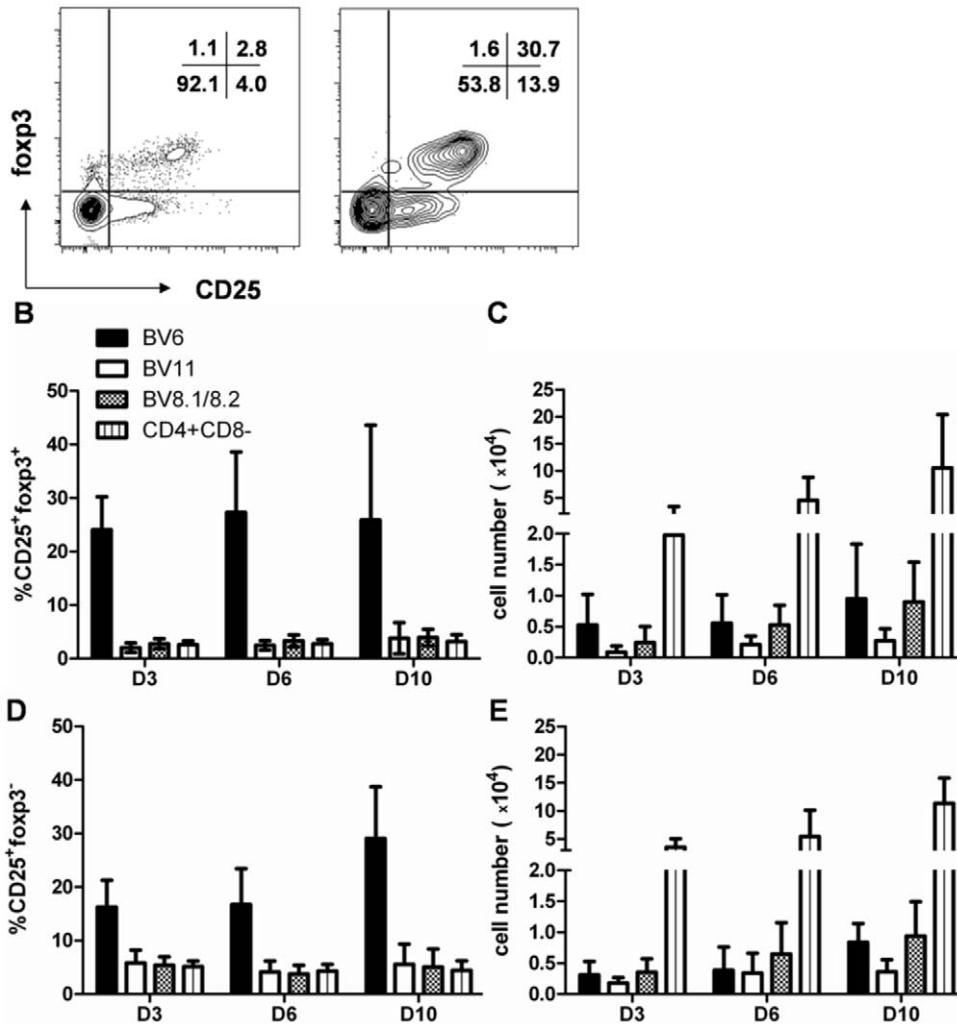 1.1 2.8
92.1 4.0
1.6 30.7
53.8 13.9
foxp3
CD25
B
BV6
BV11
BV8.1/8.2
CD4+CD8-
%CD25⁺foxp3⁺
50
40
30
20
10
0
D3 D6 D10
C
cell number ( x10⁴)
25
20
15
10
5
2.0
1.5
1.0
0.5
0.0
D3 D6 D10
D
%CD25⁺foxp3⁻
50
40
30
20
10
0
D3 D6 D10
E
cell number ( x10⁴)
25
20
15
10
5
2.0
1.5
1.0
0.5
0.0
D3 D6 D10